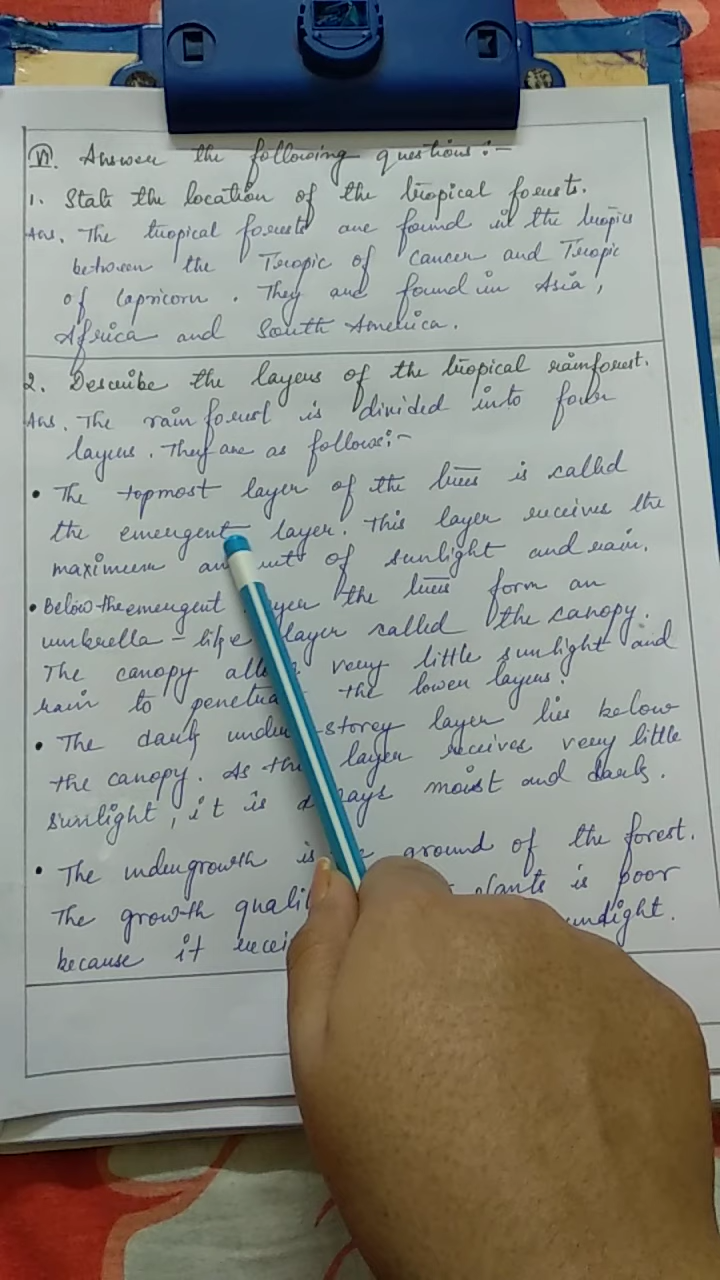 IV. Answer the following questions :-
1. State the location of the tropical forests.
Ans. The tropical forests are found in the tropics
between the Tropic of Cancer and Tropic
of Capricorn. They are found in Asia,
Africa and South America.
2. Describe the layers of the tropical rainforest.
Ans. The rain forest is divided into four
layers. They are as follows:-
• The topmost layer of the trees is called
the emergent layer. This layer receives the
maximum of sunlight and rain.
• Below the emergent the trees form an
umbrella-like layer called the canopy.
The canopy very little sunlight and
rain to the lower layers.
• The dark under-storey layer lies below
the canopy. As layer receives very little
sunlight, it is moist and dark.
• The undergrowth is ground of the forest.
The growth plants is poor
because it sunlight.